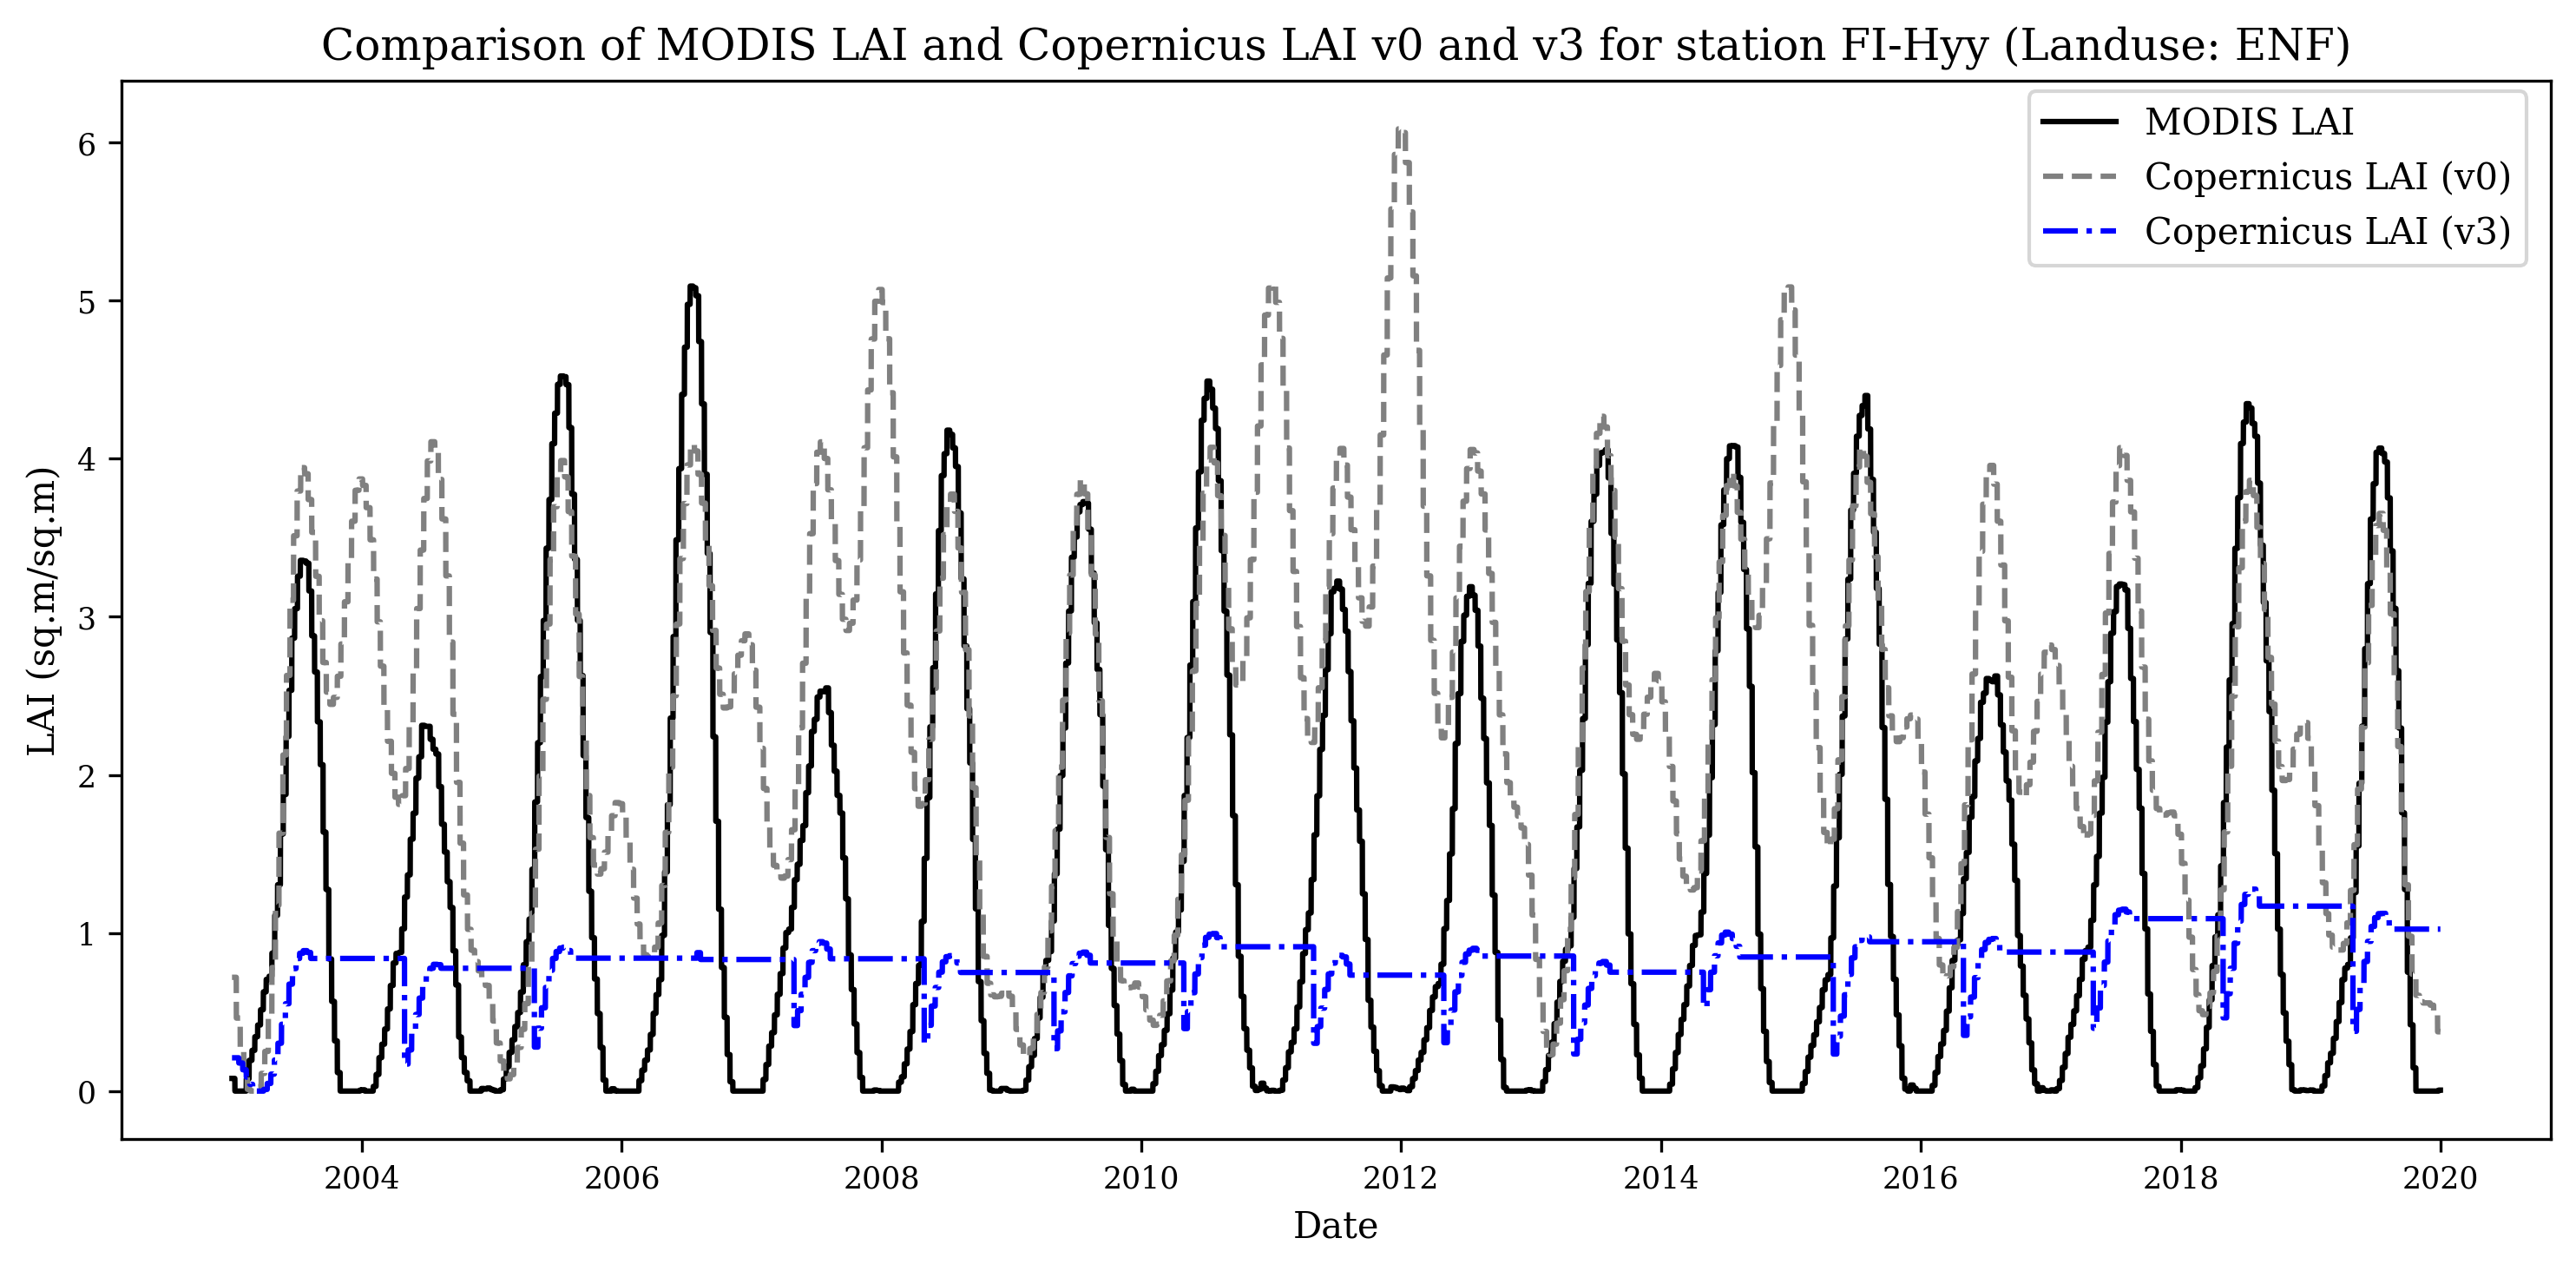 Comparison of MODIS LAI and Copernicus LAI v0 and v3 for station FI-Hyy (Landuse: ENF)
MODIS LAI
Copernicus LAI (v0)
Copernicus LAI (v3)
LAI (sq.m/sq.m)
6
5
4
3
2
1
0
2004 2006 2008 2010 2012 2014 2016 2018 2020
Date